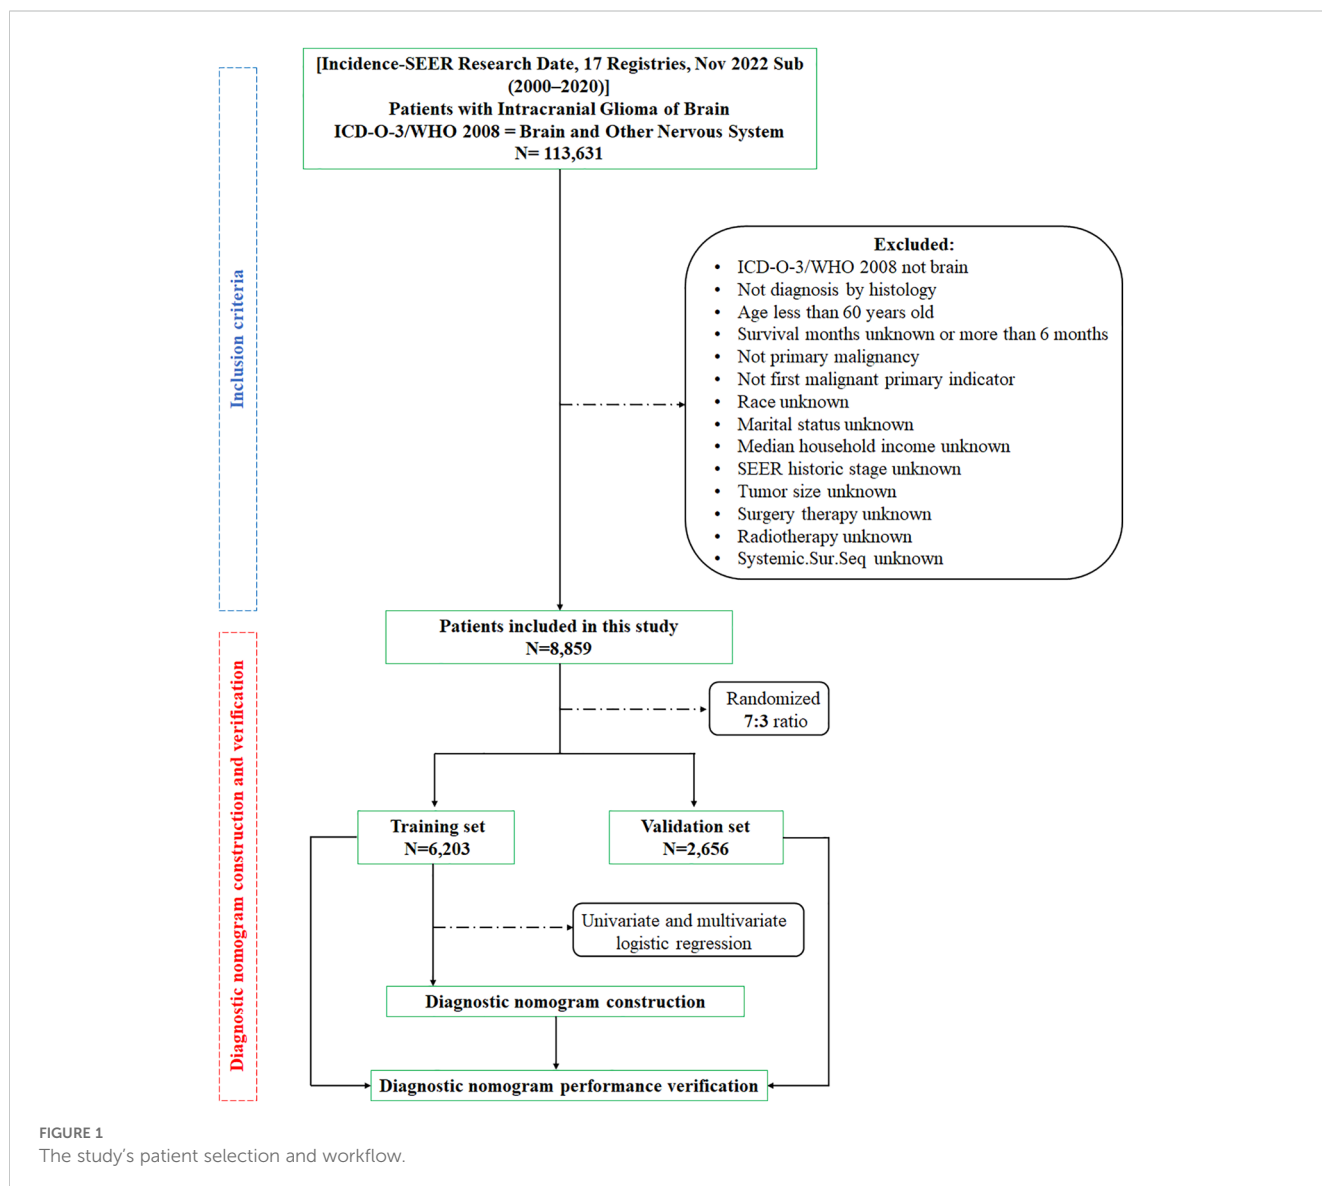 [Incidence-SEER Research Date, 17 Registries, Nov 2022 Sub
(2000–2020)]
Patients with Intracranial Glioma of Brain
ICD-O-3/WHO 2008 = Brain and Other Nervous System
N= 113,631
Inclusion criteria
Excluded:
• ICD-O-3/WHO 2008 not brain
• Not diagnosis by histology
• Age less than 60 years old
• Survival months unknown or more than 6 months
• Not primary malignancy
• Not first malignant primary indicator
• Race unknown
• Marital status unknown
• Median household income unknown
• SEER historic stage unknown
• Tumor size unknown
• Surgery therapy unknown
• Radiotherapy unknown
• Systemic.Sur.Seq unknown
Patients included in this study
N=8,859
Diagnostic nomogram construction and verification
Randomized
7:3 ratio
Training set
N=6,203
Validation set
N=2,656
Univariate and multivariate
logistic regression
Diagnostic nomogram construction
Diagnostic nomogram performance verification
FIGURE 1
The study's patient selection and workflow.